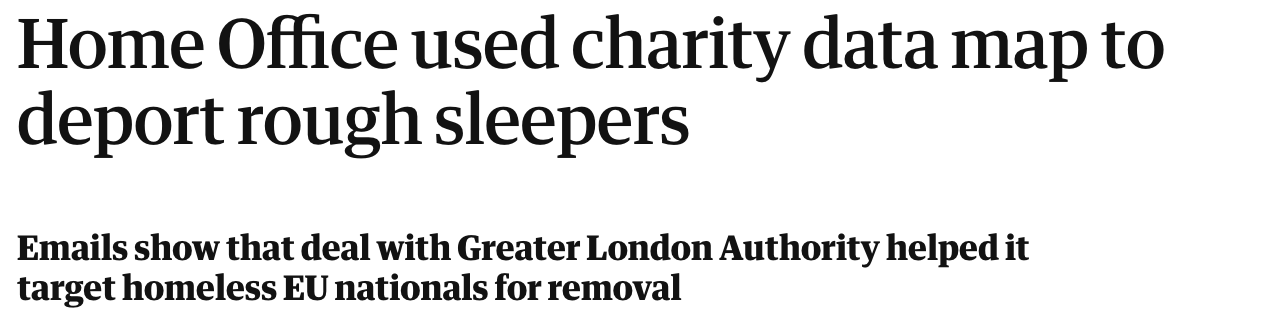 Home Office used charity data map to
deport rough sleepers
Emails show that deal with Greater London Authority helped it
target homeless EU nationals for removal